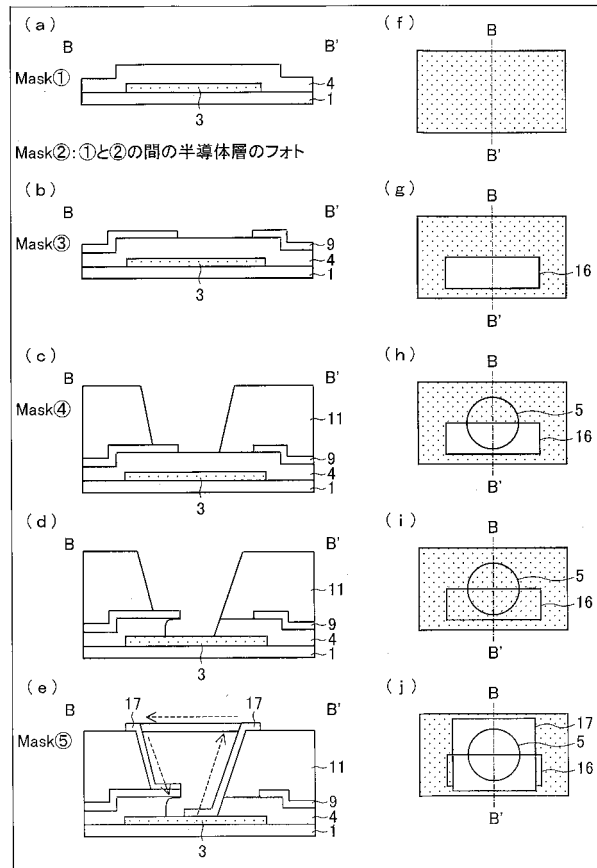 (a)
B B'
Mask①
4
1
3
(f)
B
B'
Mask②:①と②の間の半導体層のフォト
(b)
B B'
Mask③
9
4
1
3
(g)
B
16
B'
(c)
B B'
Mask④
11
9
4
1
3
(h)
B
5
16
B'
(d)
B B'
11
9
4
1
3
(i)
B
5
16
B'
(e)
17 17
B B'
Mask⑤
11
9
4
1
3
(j)
B
17
5
16
B'